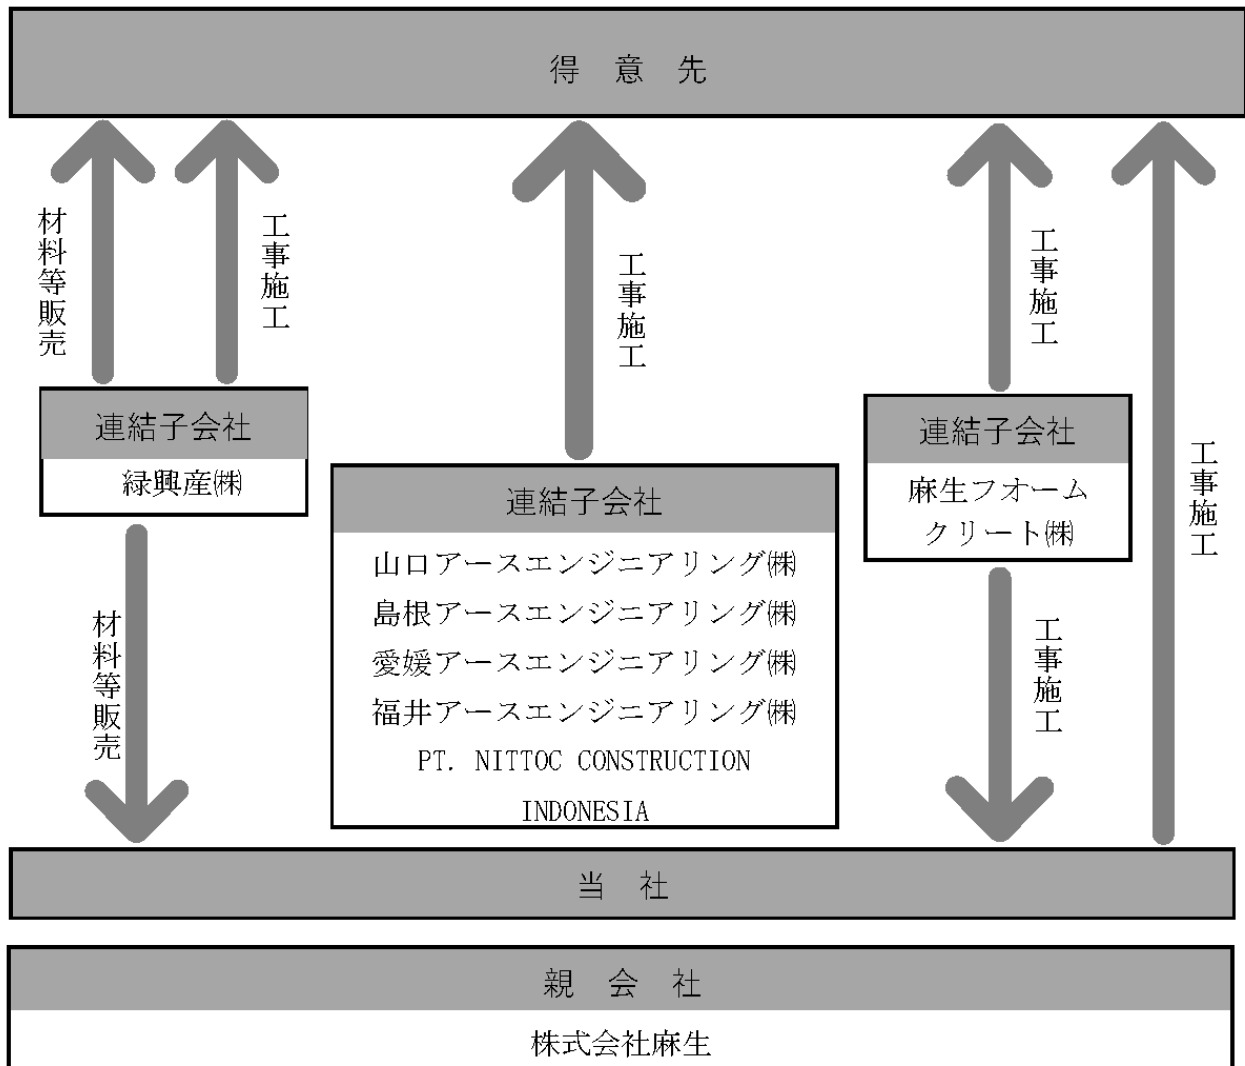 得意先
材料等販売
工事施工
工事施工
工事施工
工事施工
連結子会社
緑興産㈱
連結子会社
山口アースエンジニアリング㈱
島根アースエンジニアリング㈱
愛媛アースエンジニアリング㈱
福井アースエンジニアリング㈱
PT. NITTOC CONSTRUCTION
INDONESIA
連結子会社
麻生フオーム
クリート㈱
材料等販売
工事施工
当社
親会社
株式会社麻生